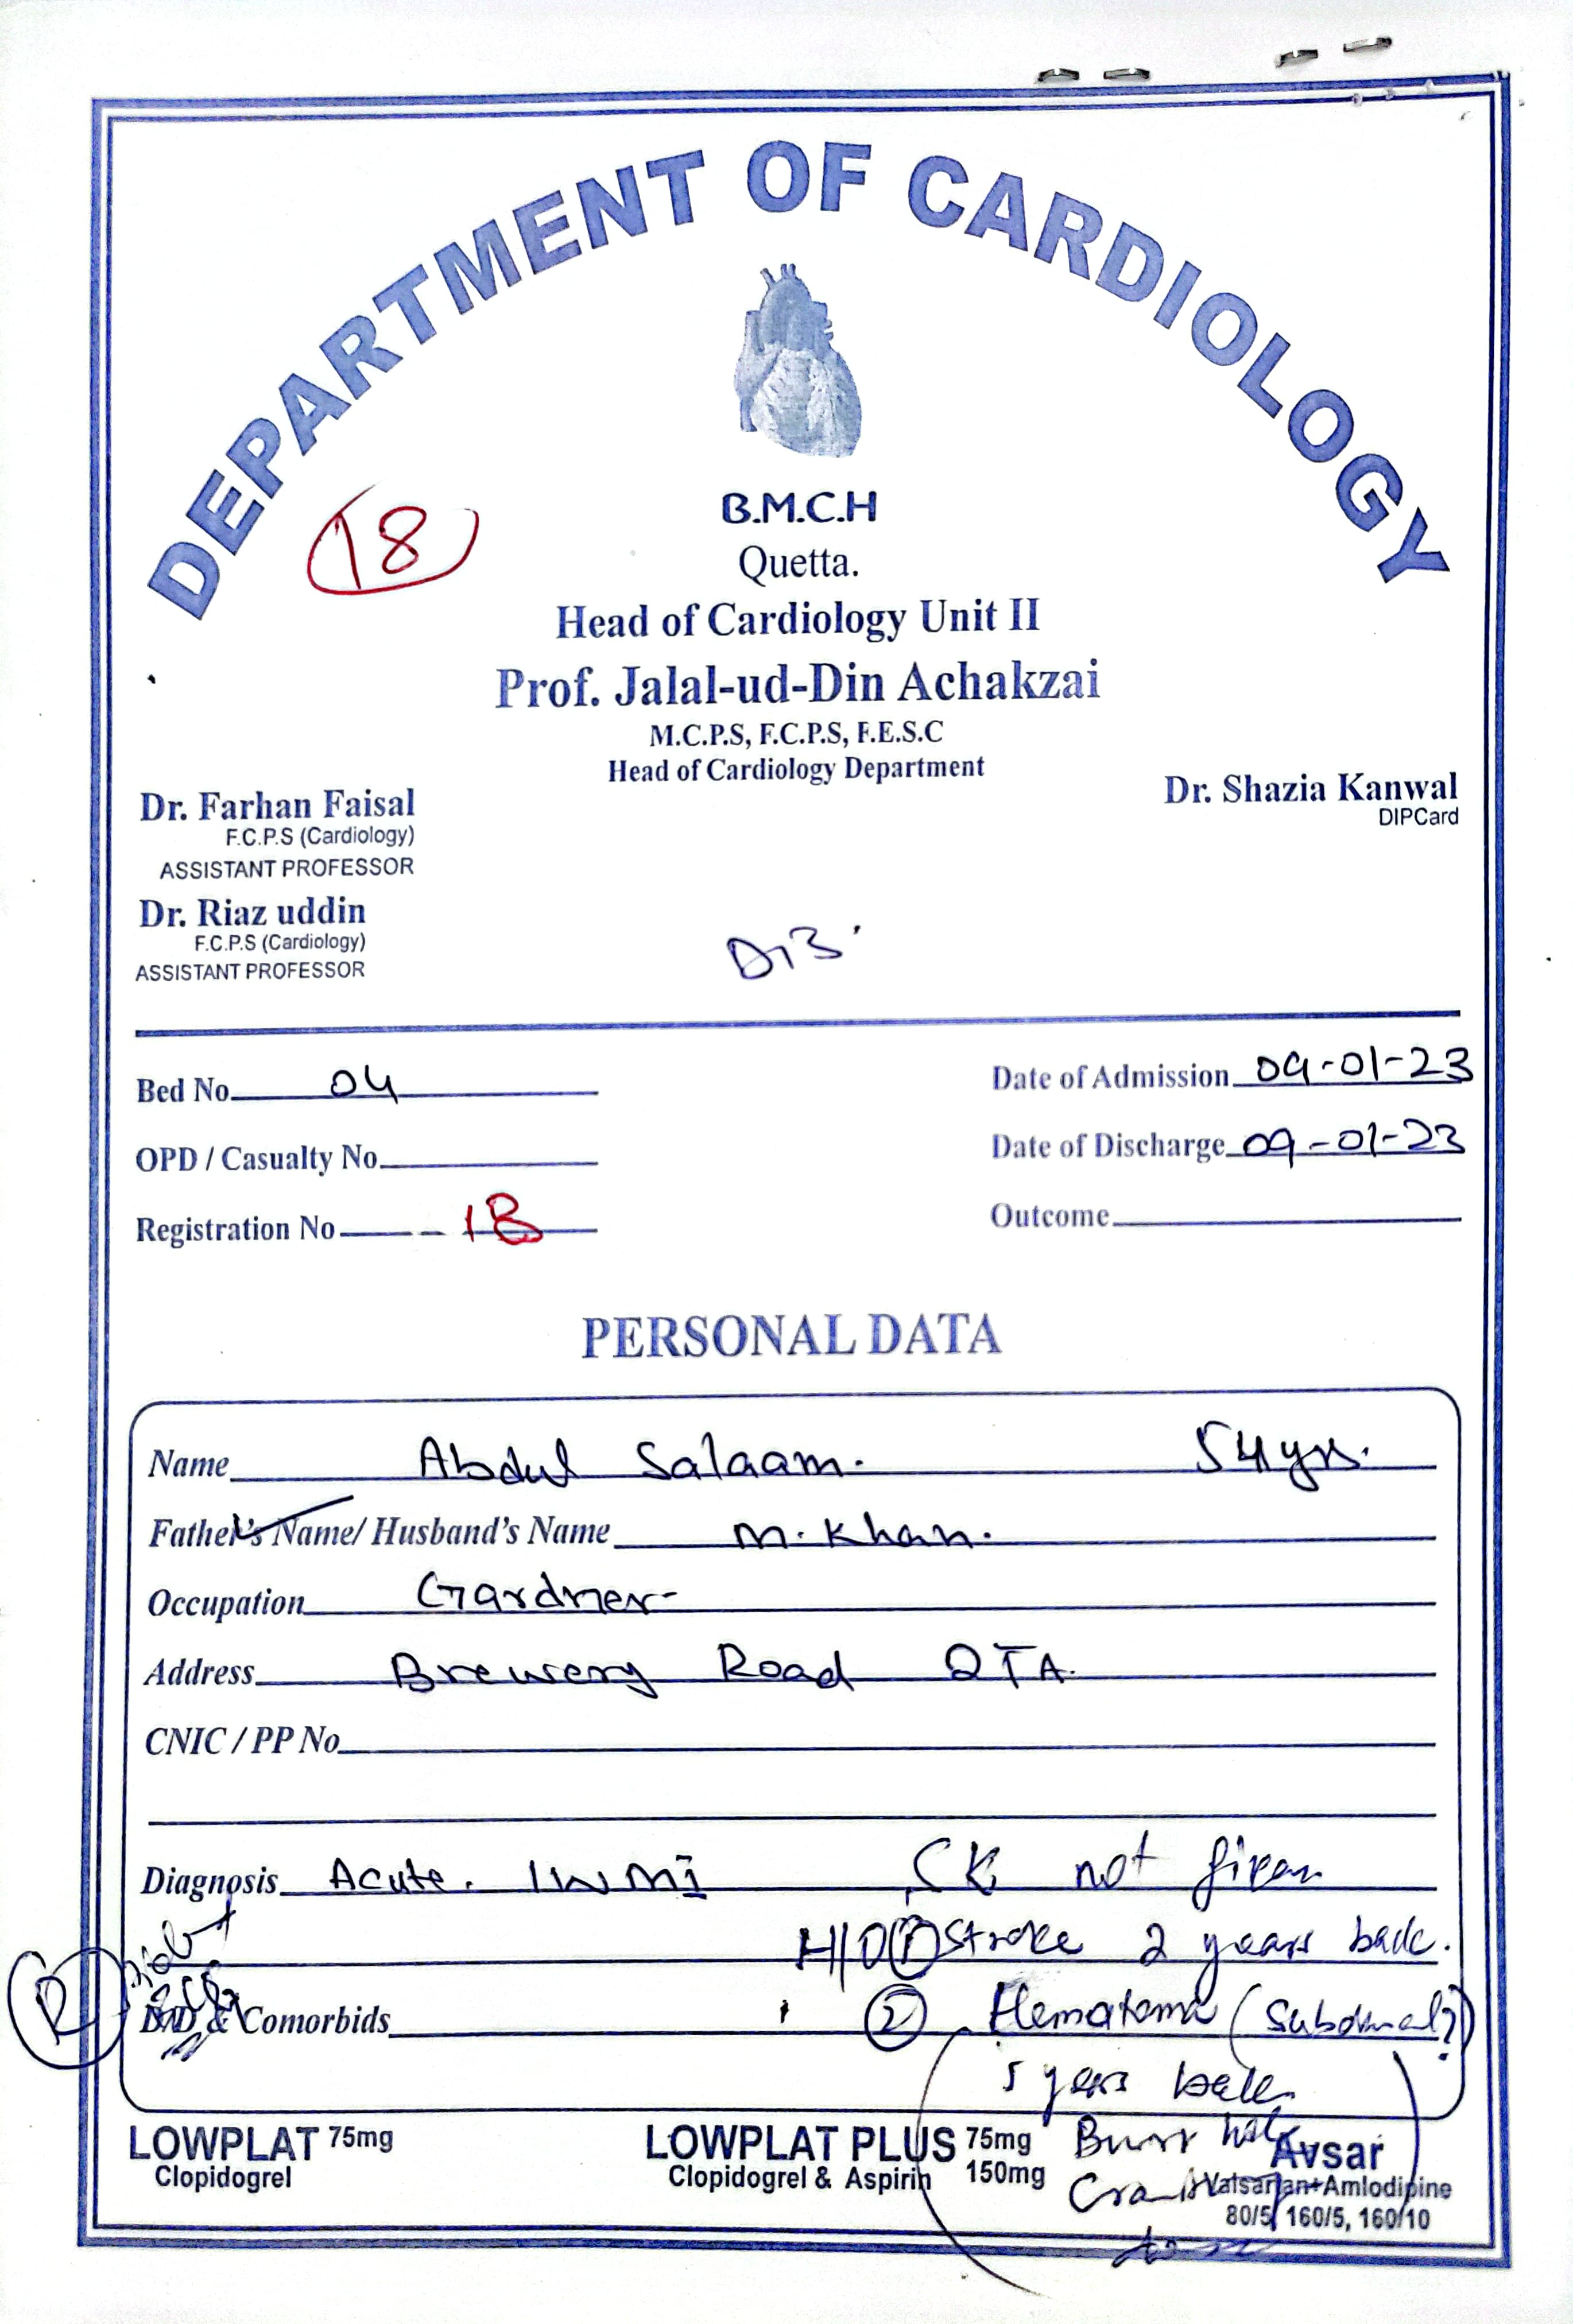 DEPARTMENT OF CARDIOLOGY
18
B.M.C.H
Quetta.
Head of Cardiology Unit II
Prof. Jalal-ud-Din Achakzai
M.C.P.S, F.C.P.S, F.E.S.C
Head of Cardiology Department
Dr. Farhan Faisal
F.C.P.S (Cardiology)
ASSISTANT PROFESSOR
Dr. Shazia Kanwal
DIPCard
Dr. Riaz uddin
F.C.P.S (Cardiology)
ASSISTANT PROFESSOR
Bed No 04
Date of Admission 09-01-23
OPD / Casualty No
Date of Discharge 09-01-23
Registration No 18
Outcome
PERSONAL DATA
Name Abdul Salaam. 54yrs.
Father's Name/ Husband's Name M. Khan.
Occupation Gardner
Address Brewery Road QTA.
CNIC / PP No
Diagnosis Acute. IWMI SK not given
H/O ① Stroke 2 years back.
& Comorbids ② Hematoma (Subdural?)
5 years back
Burr hole
LOWPLAT 75mg
Clopidogrel
LOWPLAT PLUS 75mg
Clopidogrel & Aspirin 150mg
Avsar
Valsartan+Amlodipine
80/5, 160/5, 160/10